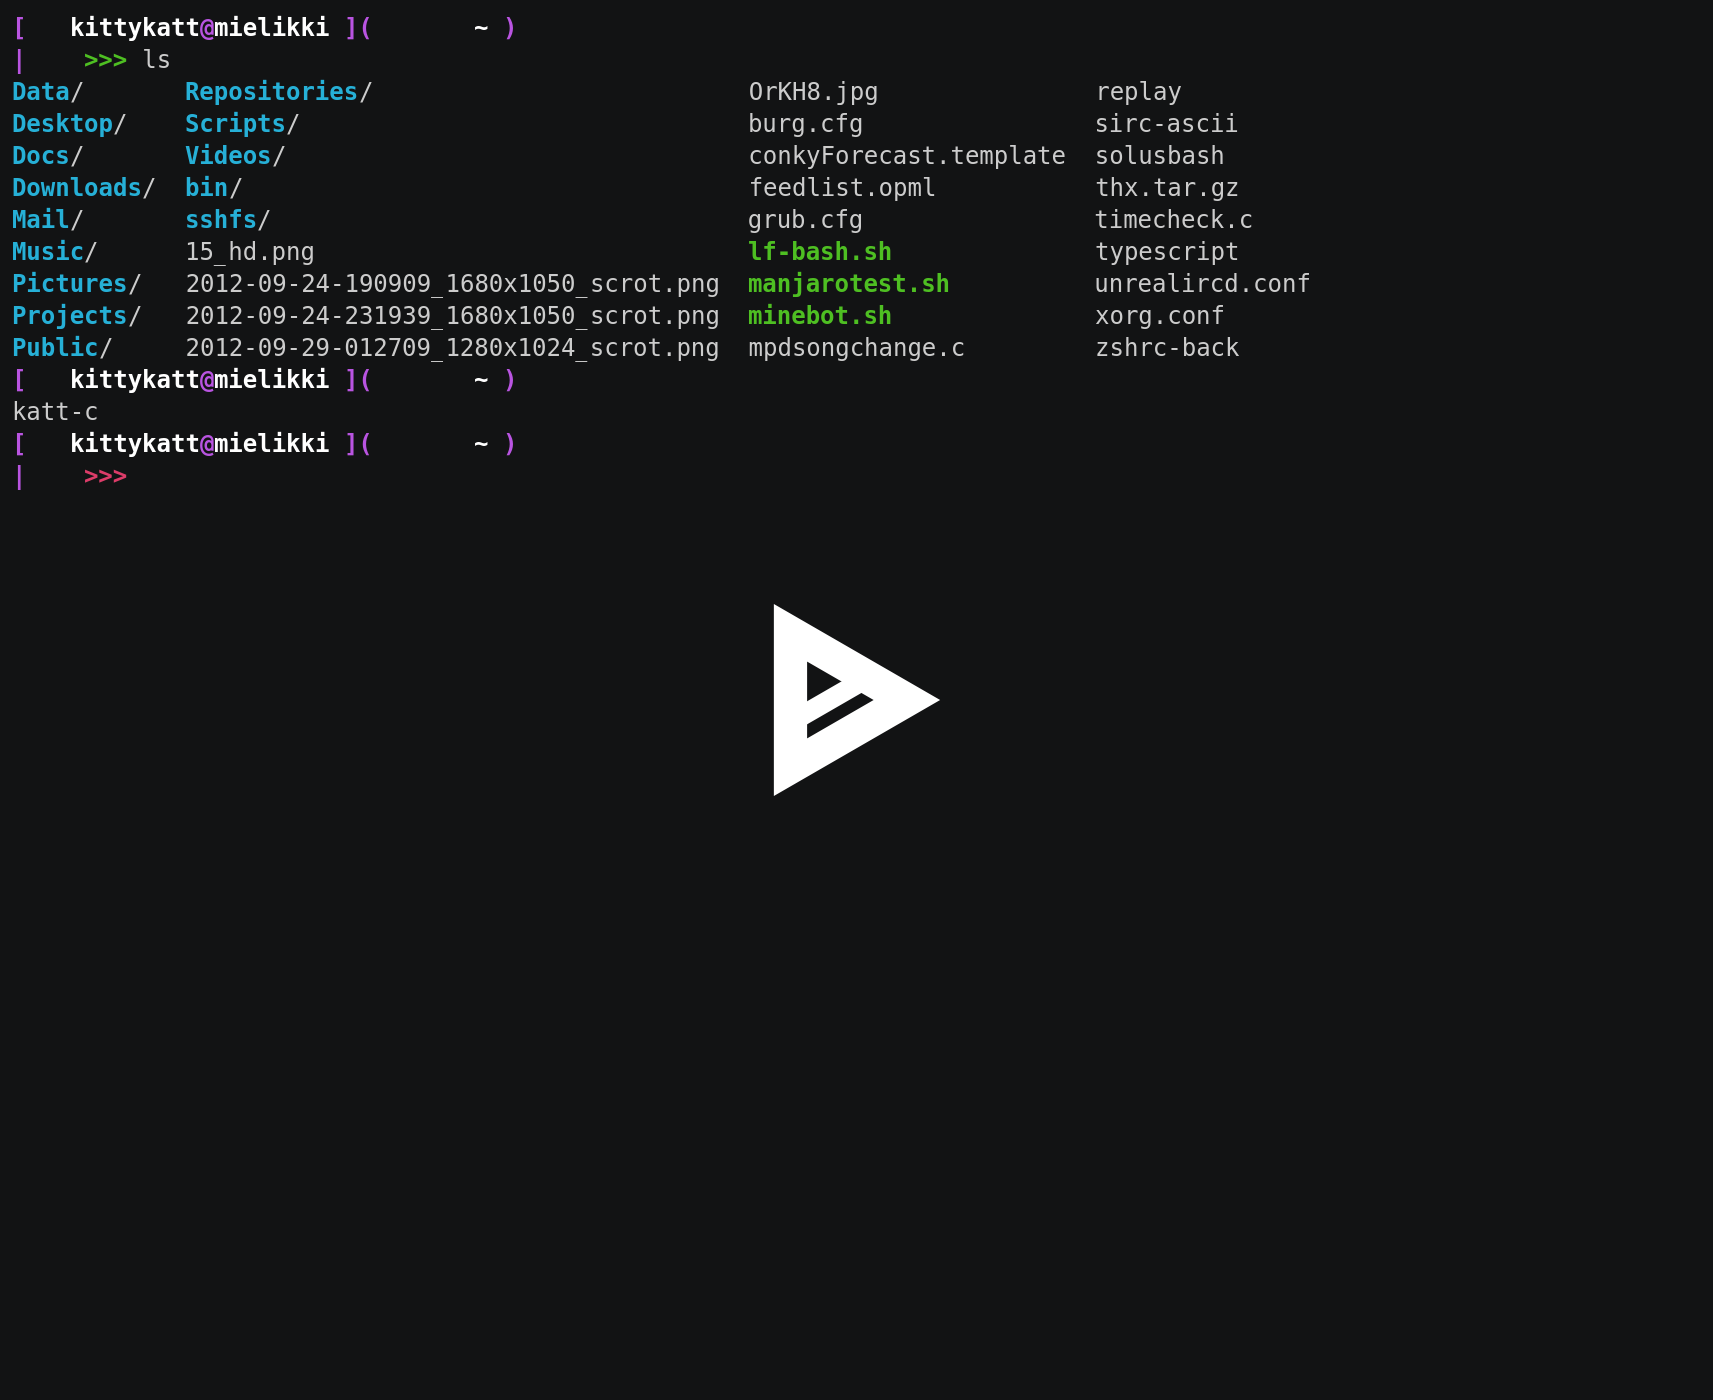 [   kittykatt@mielikki ](       ~ )
|    >>> ls
Data/       Repositories/                          OrKH8.jpg               replay
Desktop/    Scripts/                               burg.cfg                sirc-ascii
Docs/       Videos/                                conkyForecast.template  solusbash
Downloads/  bin/                                   feedlist.opml           thx.tar.gz
Mail/       sshfs/                                 grub.cfg                timecheck.c
Music/      15_hd.png                              lf-bash.sh              typescript
Pictures/   2012-09-24-190909_1680x1050_scrot.png  manjarotest.sh          unrealircd.conf
Projects/   2012-09-24-231939_1680x1050_scrot.png  minebot.sh              xorg.conf
Public/     2012-09-29-012709_1280x1024_scrot.png  mpdsongchange.c         zshrc-back
[   kittykatt@mielikki ](       ~ )
katt-c
[   kittykatt@mielikki ](       ~ )
|    >>>